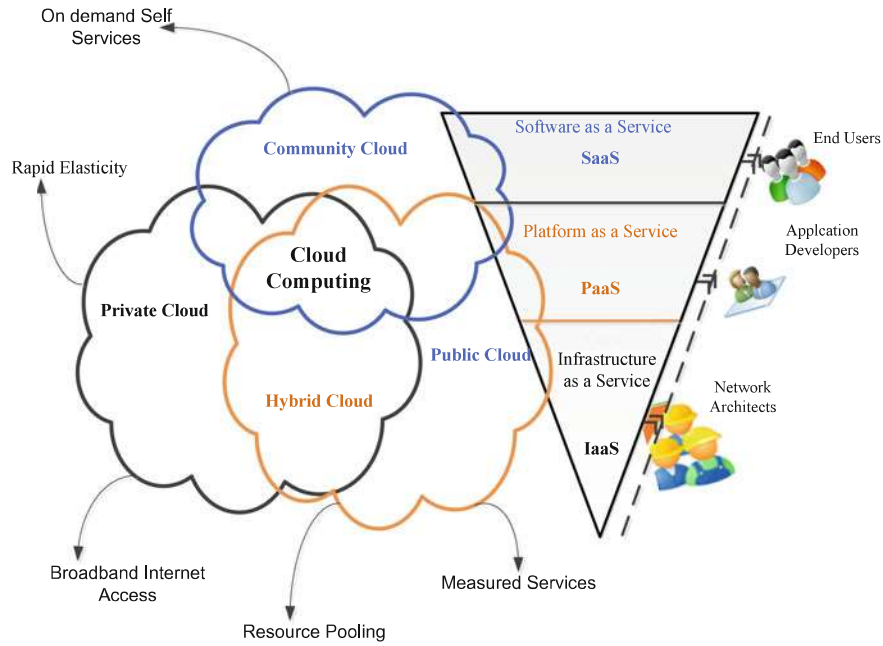 On demand Self
Services
Community Cloud
Software as a Service
SaaS
End Users
Rapid Elasticity
Platform as a Service
PaaS
Applcation
Developers
Cloud
Computing
Private Cloud
Public Cloud
Hybrid Cloud
Infrastructure
as a Service
IaaS
Network
Architects
Broadband Internet
Access
Resource Pooling
Measured Services